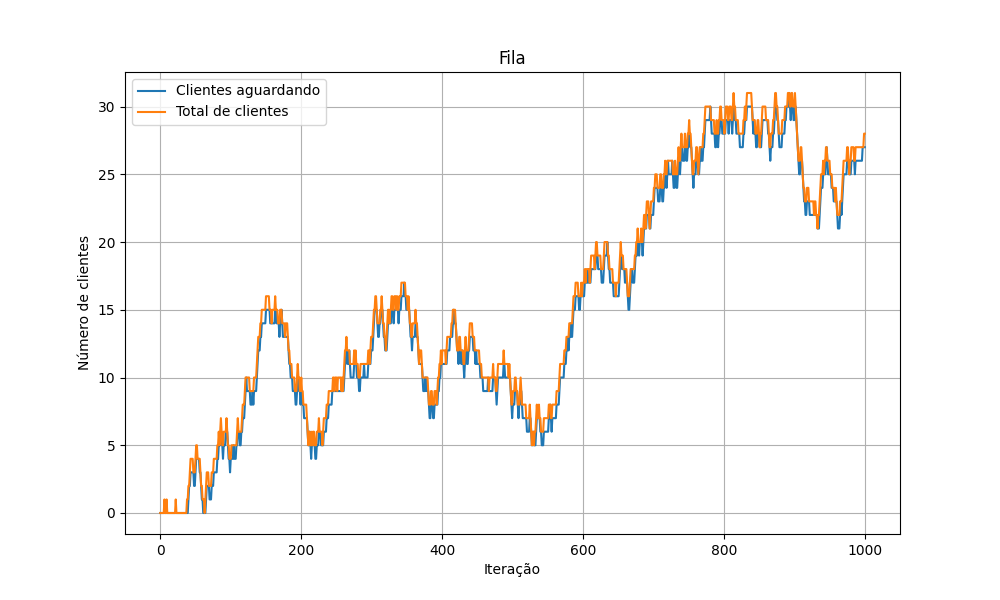 Fila
Clientes aguardando
Total de clientes
Número de clientes
30
25
20
15
10
5
0
0 200 400 600 800 1000
Iteração